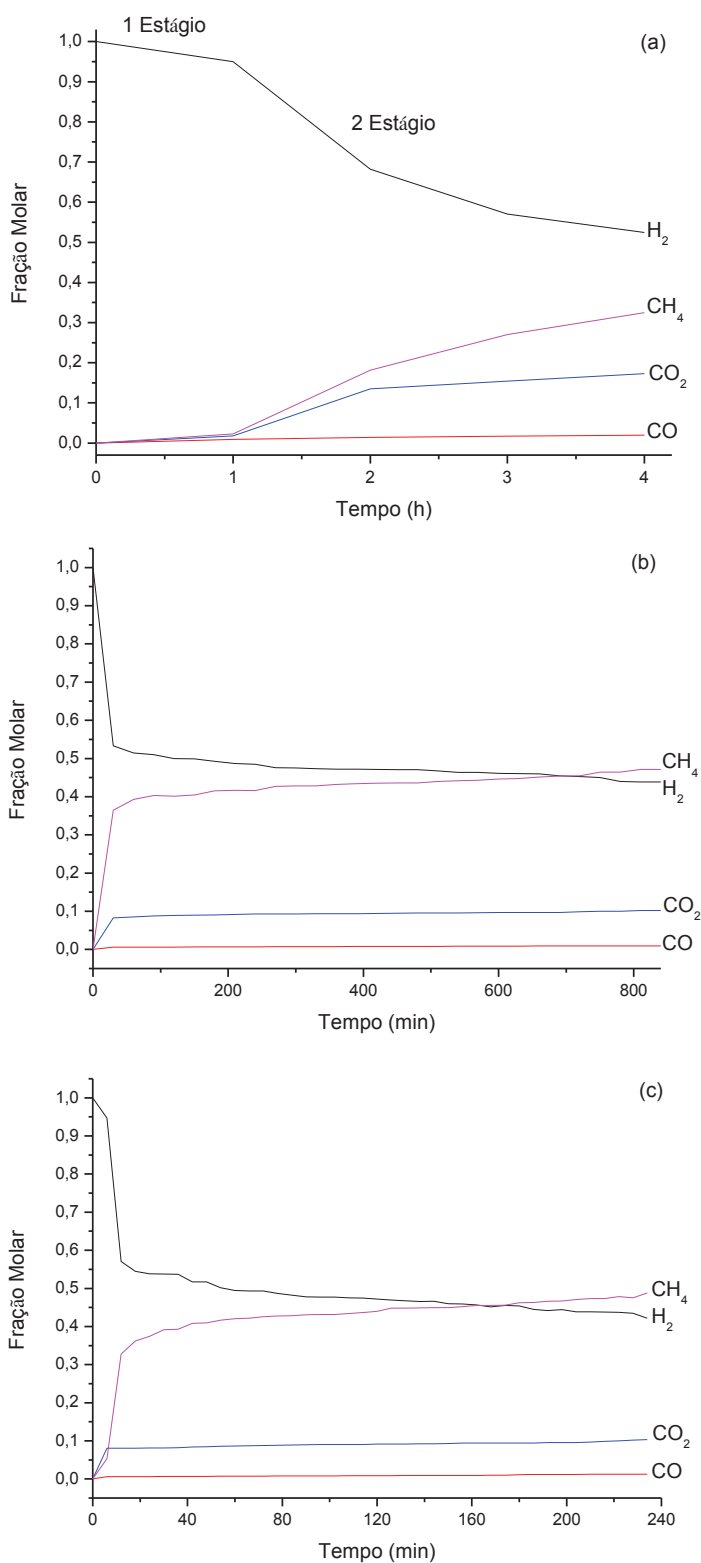 1 Estágio
(a)
1,0
0,9
0,8
2 Estágio
0,7
0,6
0,5
H2
0,3
CH4
0,2
CO2
0,1
CO
0,0
Fração Molar
0 1 2 3 4
Tempo (h)
(b)
1,0
0,9
0,8
0,7
0,6
0,5
CH4
0,4
H2
0,3
0,2
0,1
CO2
0,0
CO
Fração Molar
0 200 400 600 800
Tempo (min)
(c)
1,0
0,9
0,8
0,7
0,6
0,5
CH4
0,4
H2
0,3
0,2
0,1
CO2
0,0
CO
Fração Molar
0 40 80 120 160 200 240
Tempo (min)